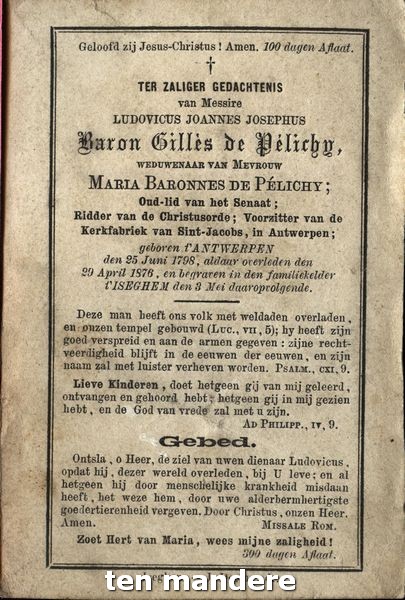 Geloofd zij Jesus-Christus! Amen. 100 dagen Aflaat.
†
TER ZALIGER GEDACHTENIS
van Messire
LUDOVICUS JOANNES JOSEPHUS
Baron Gillès de Pélichy,
WEDUWENAAR VAN MEVROUW
MARIA BARONNES DE PÉLICHY;
Oud-lid van het Senaat;
Ridder van de Christusorde; Voorzitter van de
Kerkfabriek van Sint-Jacobs, in Antwerpen;
geboren t'ANTWERPEN
den 25 Juni 1798, aldaar overleden den
29 April 1876, en begraven in den familiekelder
t'ISEGHEM den 3 Mei daaropvolgende.
Deze man heeft ons volk met weldaden overladen,
en onzen tempel gebouwd (Luc., VII, 5); hy heeft zijn
goed verspreid en aan de armen gegeven: zijne recht-
veerdigheid blijft in de eeuwen der eeuwen, en zijn
naam zal met luister verheven worden. PSALM., CXI, 9.
Lieve Kinderen, doet hetgeen gij van mij geleerd,
ontvangen en gehoord hebt; hetgeen gij in mij gezien
hebt, en de God van vrede zal met u zijn.
AD PHILIPP., IV, 9.
Gebed.
Ontsla, o Heer, de ziel van uwen dienaar Ludovicus,
opdat hij, dezer wereld overleden, bij U leve; en al
hetgeen hij door menschelijke krankheid misdaan
heeft, het weze hem, door uwe alderbermhertigste
goedertierenheid vergeven. Door Christus, onzen Heer.
Amen. MISSALE ROM.
Zoet Hert van Maria, wees mijne zaligheid!
300 dagen Aflaat.
ten mandere